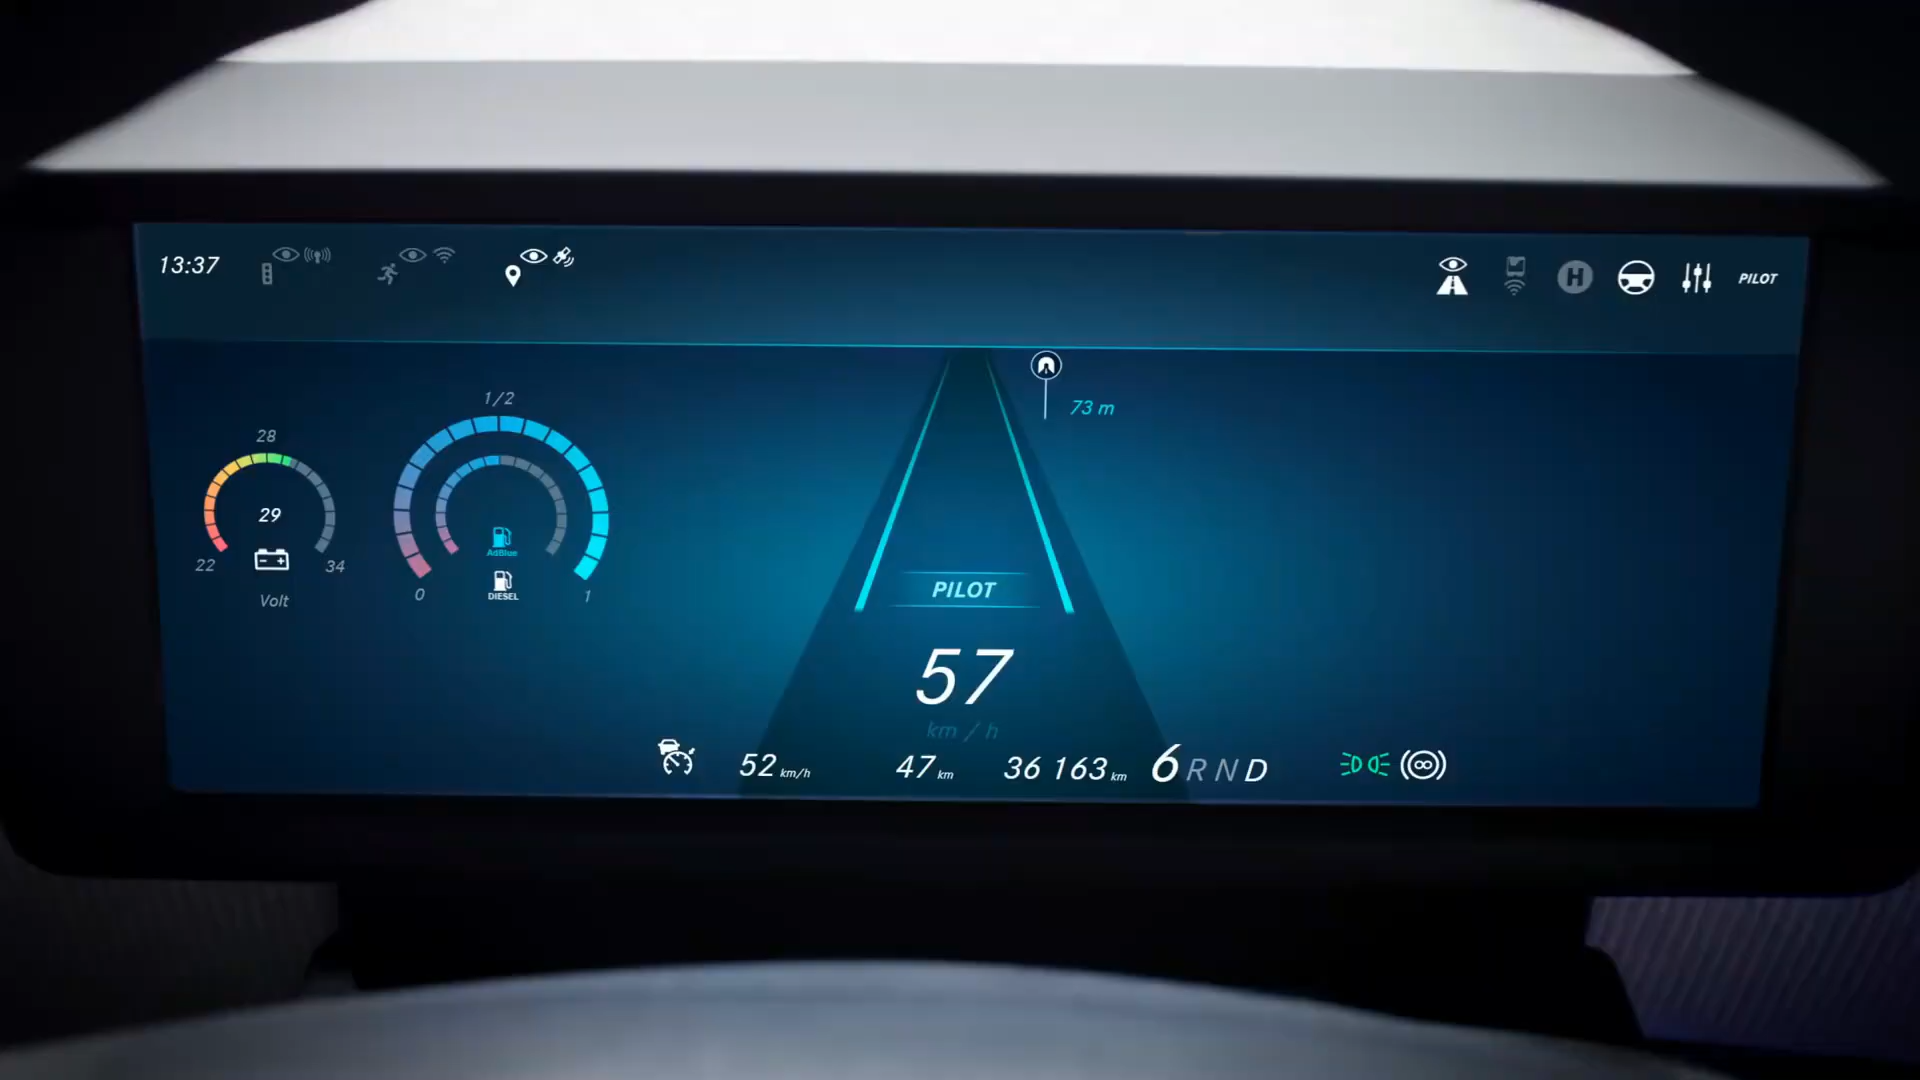 13:37
H
PILOT
73 m
1/2
28
29
22
34
Volt
AdBlue
DIESEL
0
1
PILOT
57
km / h
52 km/h
47 km
36 163 km
6 R N D